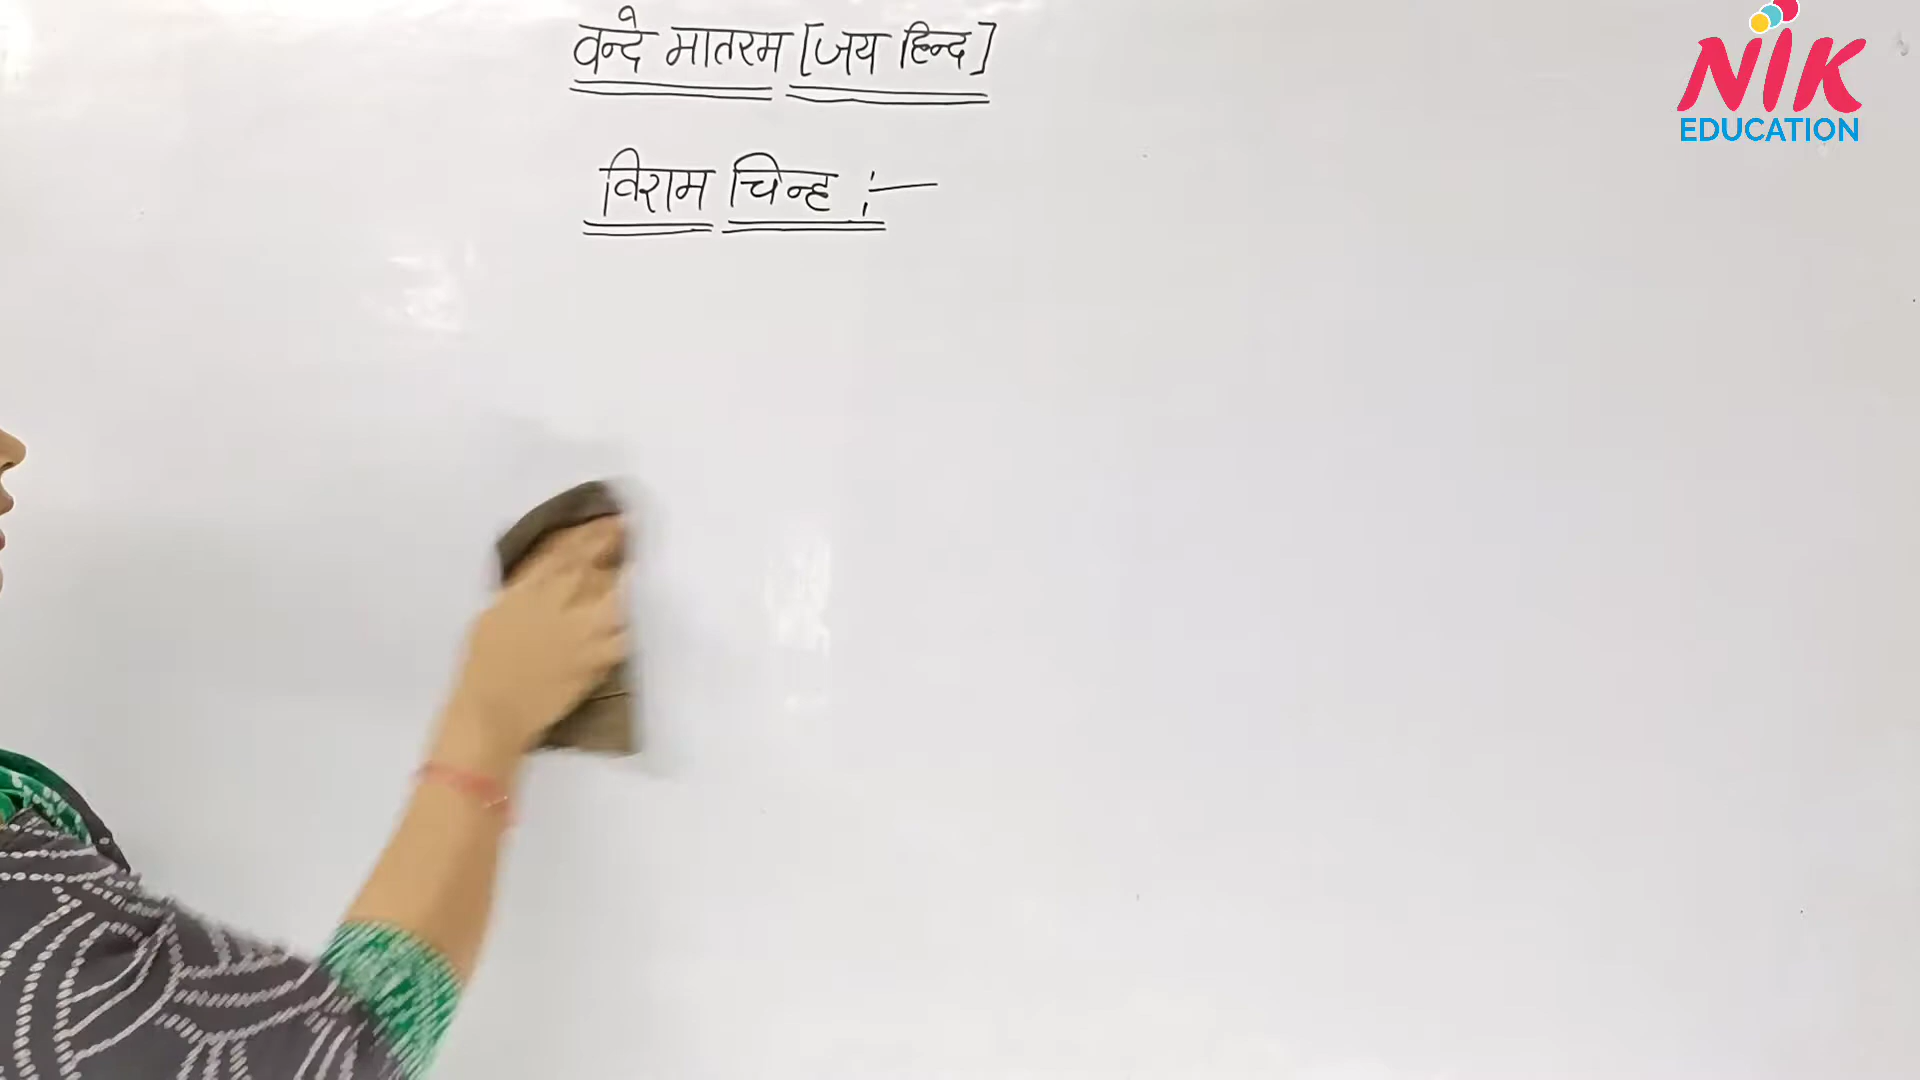 वन्दे मातरम [जय हिन्द]
विराम चिन्ह :—
NIK
EDUCATION